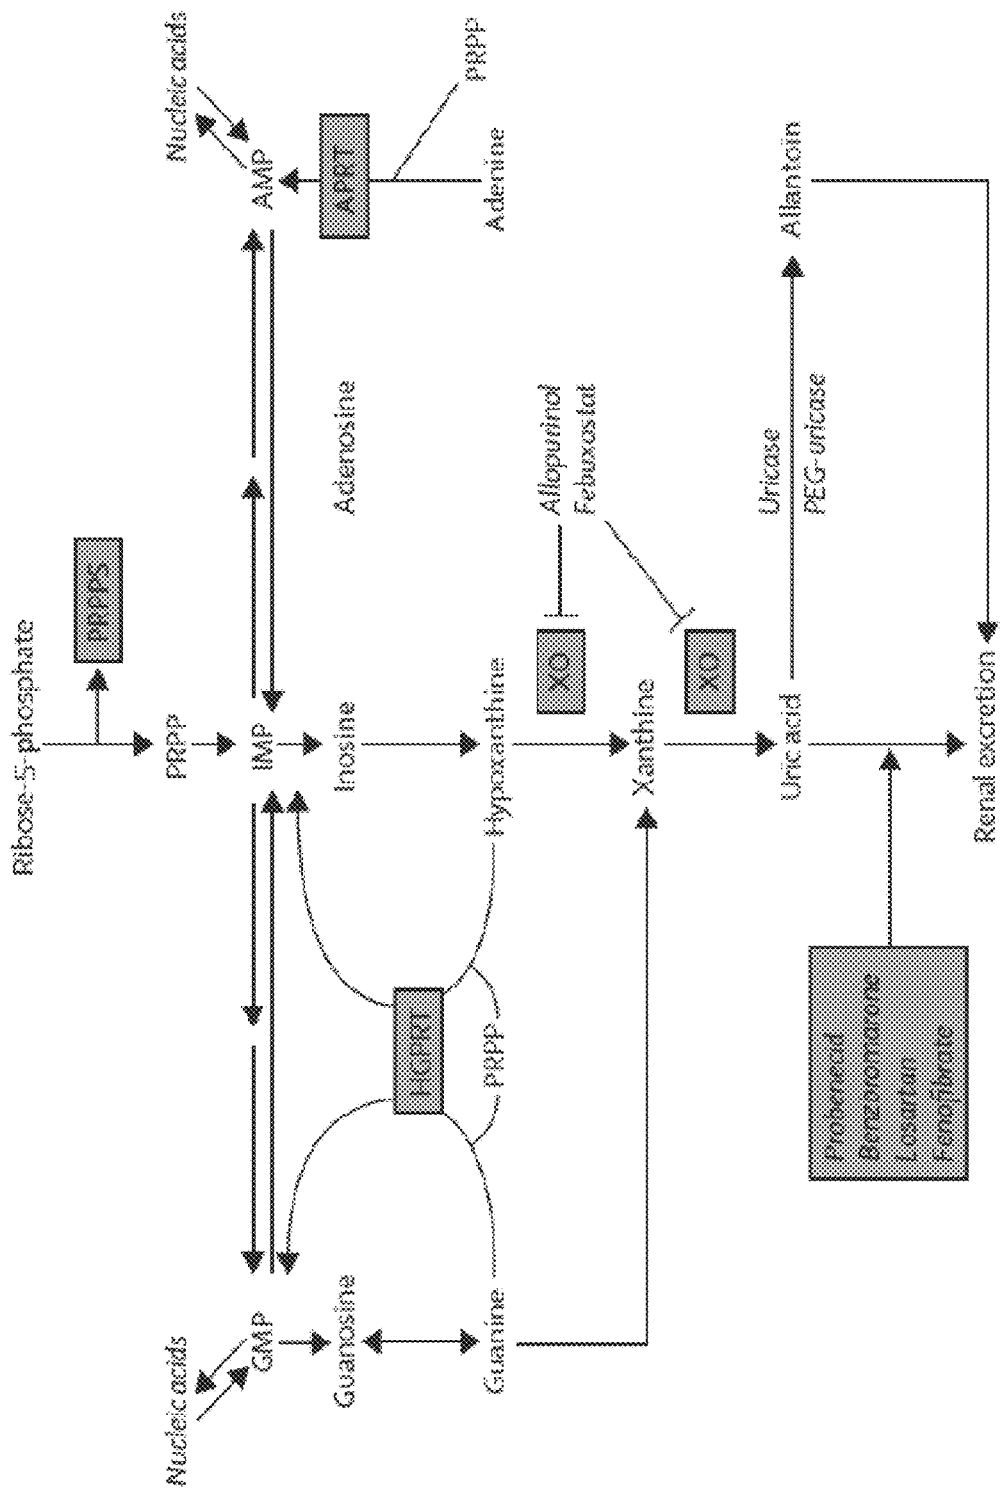 Ribose-5-phosphate
PRPPS
Nucleic acids
PRPP
Nucleic acids
GMP
IMP
AMP
Guanosine
Inosine
Adenosine
APRT
HGPRT
PRPP
Guanine
PRPP
Hypoxanthine
Adenine
Allopurinol
Febuxostat
XO
Xanthine
XO
Uricase
PEG-uricase
Uric acid
Allantoin
Probenecid
Benzbromarone
Losartan
Fenofibrate
Renal excretion